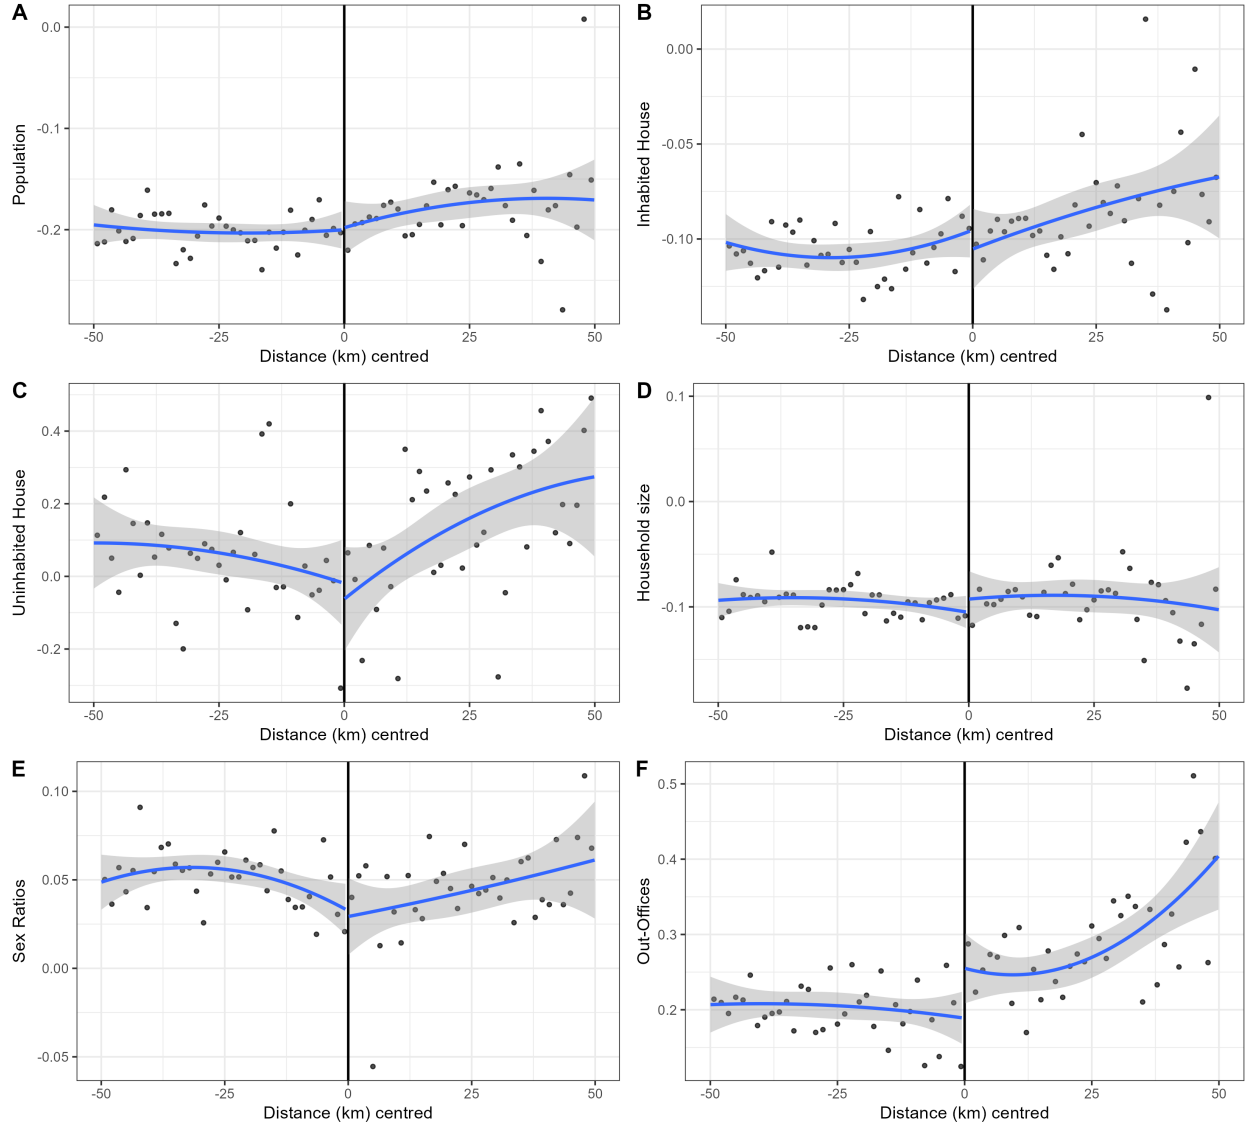 A
Population
0.0
-0.1
-0.2
-50 -25 0 25 50
Distance (km) centred
B
Inhabited House
0.00
-0.05
-0.10
-50 -25 0 25 50
Distance (km) centred
C
Uninhabited House
0.4
0.2
0.0
-0.2
-50 -25 0 25 50
Distance (km) centred
D
Household size
0.1
0.0
-0.1
-50 -25 0 25 50
Distance (km) centred
E
Sex Ratios
0.10
0.05
0.00
-0.05
-50 -25 0 25 50
Distance (km) centred
F
Out-Offices
0.5
0.4
0.3
0.2
-50 -25 0 25 50
Distance (km) centred